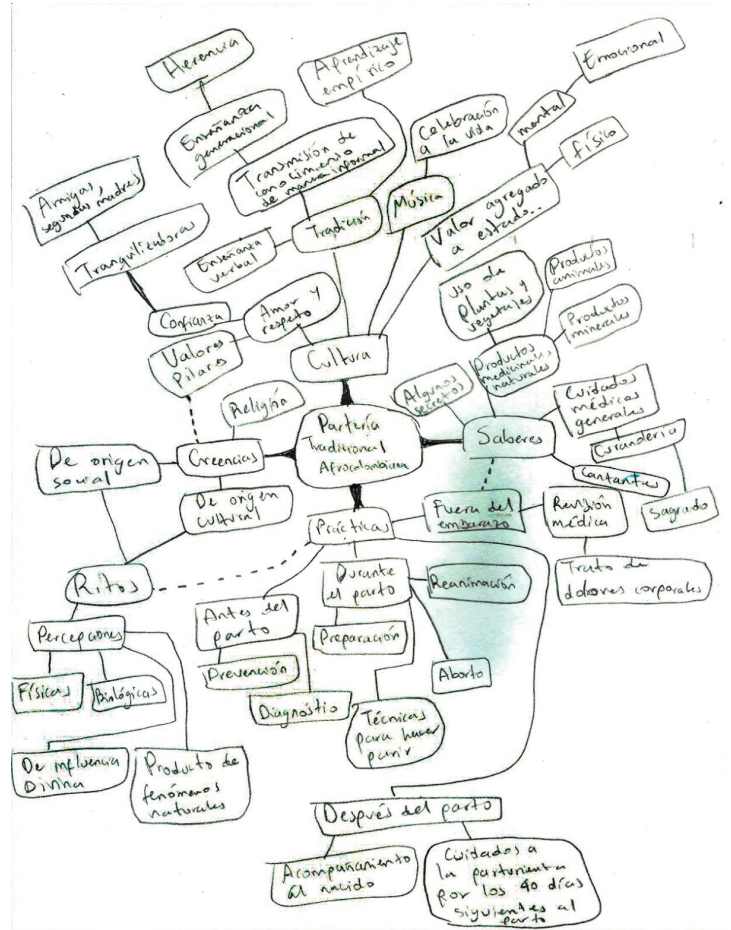 Herencia
Enseñanza
generacional
Transmisión de
conocimiento
de manera informal
Aprendizaje
empírico
Celebración
a la vida
Emocional
mental
físico
Valor agregado
a estado...
Música
Tradición
Enseñanza
verbal
Amigas,
segundas madres
Tranquilizadoras
Confianza
Amor y
respeto
Valores
Pilares
Cultura
Uso de
Plantas y
vegetales
Productos
animales
Productos
minerales
Productos
medicinales
naturales
Algunos
secretos
Saberes
Cuidados
médicos
generales
Curandería
Cantantes
Sagrado
Religión
Partería
Tradicional
Afrocolombiana
De origen
social
Creencias
De origen
cultural
Prácticas
Fuera del
embarazo
Revisión
médica
Trato de
dolores corporales
Ritos
Percepciones
Físicas
Biológicas
De influencia
Divina
Producto de
fenómenos
naturales
Antes del
parto
Prevención
Diagnóstio
Durante
el parto
Preparación
Reanimación
Aborto
Técnicas
para hacer
parir
Después del parto
Acompañamiento
al nacido
Cuidados a
la parturienta
por los 40 días
siguientes al
parto